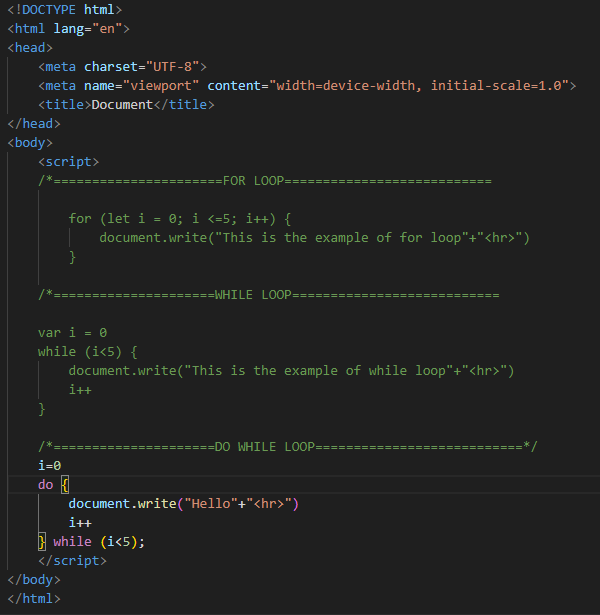 <!DOCTYPE html>
<html lang="en">
<head>
    <meta charset="UTF-8">
    <meta name="viewport" content="width=device-width, initial-scale=1.0">
    <title>Document</title>
</head>
<body>
    <script>
    /*======================FOR LOOP===========================

        for (let i = 0; i <=5; i++) {
            document.write("This is the example of for loop"+"<hr>")
        }

    /*=====================WHILE LOOP===========================

    var i = 0
    while (i<5) {
        document.write("This is the example of while loop"+"<hr>")
        i++
    }

    /*=====================DO WHILE LOOP===========================*/
    i=0
    do {
        document.write("Hello"+"<hr>")
        i++
    } while (i<5);
    </script>
</body>
</html>